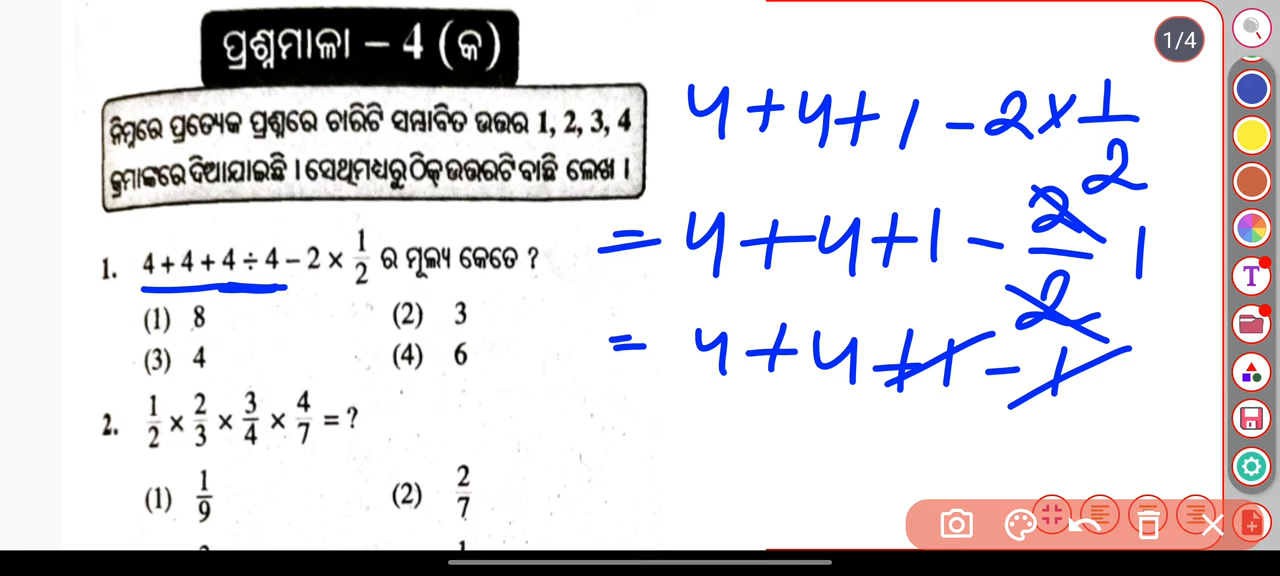 ପ୍ରଶ୍ନମାଳା – 4 (କ)
ନିମ୍ନରେ ପ୍ରତ୍ୟେକ ପ୍ରଶ୍ନରେ ଚାରିଟି ସମ୍ଭାବିତ ଉତ୍ତର 1, 2, 3, 4
କ୍ରମାଙ୍କରେ ଦିଆଯାଇଛି । ସେଥିମଧ୍ୟରୁ ଠିକ୍ ଉତ୍ତରଟି ବାଛି ଲେଖ ।
1. 4 + 4 + 4 ÷ 4 – 2 × 1/2 ର ମୂଲ୍ୟ କେତେ ?
(1) 8 (2) 3
(3) 4 (4) 6
2. 1/2 × 2/3 × 3/4 × 4/7 = ?
(1) 1/9 (2) 2/7
4 + 4 + 1 – 2 × 1/2
= 4 + 4 + 1 – 2/2 1
= 4 + 4 + 1 – 1
1/4
T